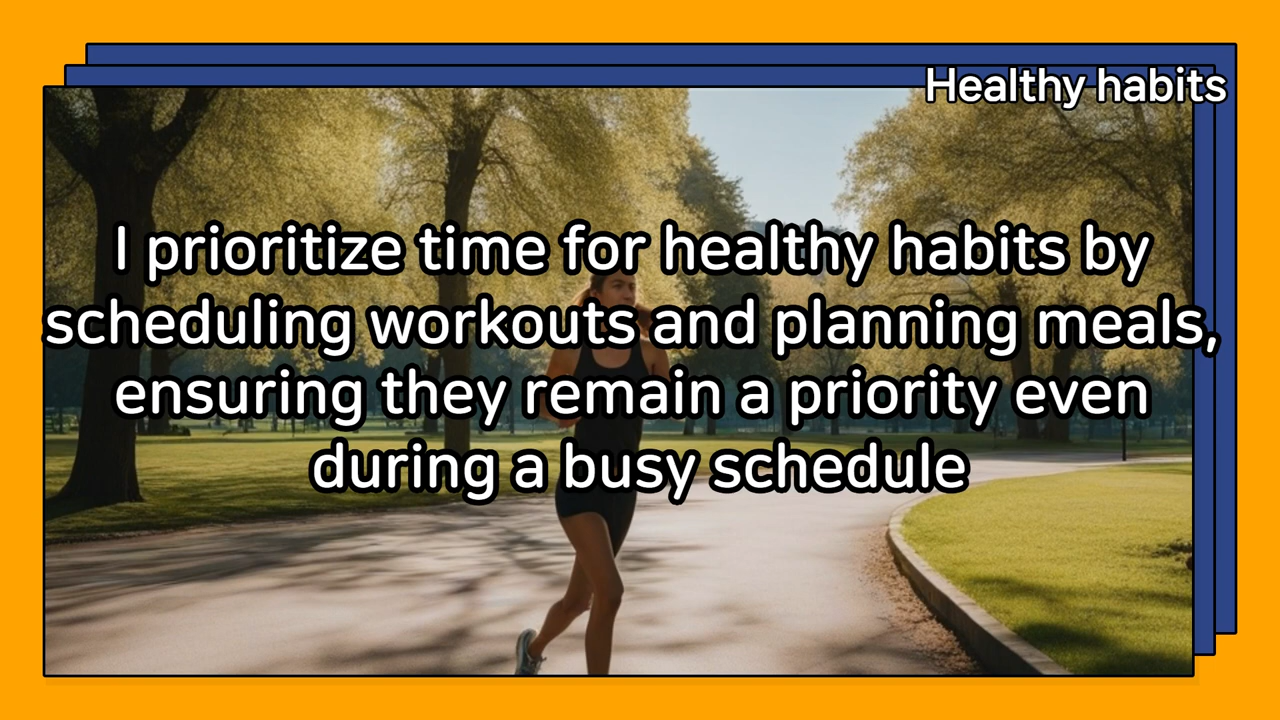 Healthy habits
I prioritize time for healthy habits by
scheduling workouts and planning meals,
ensuring they remain a priority even
during a busy schedule